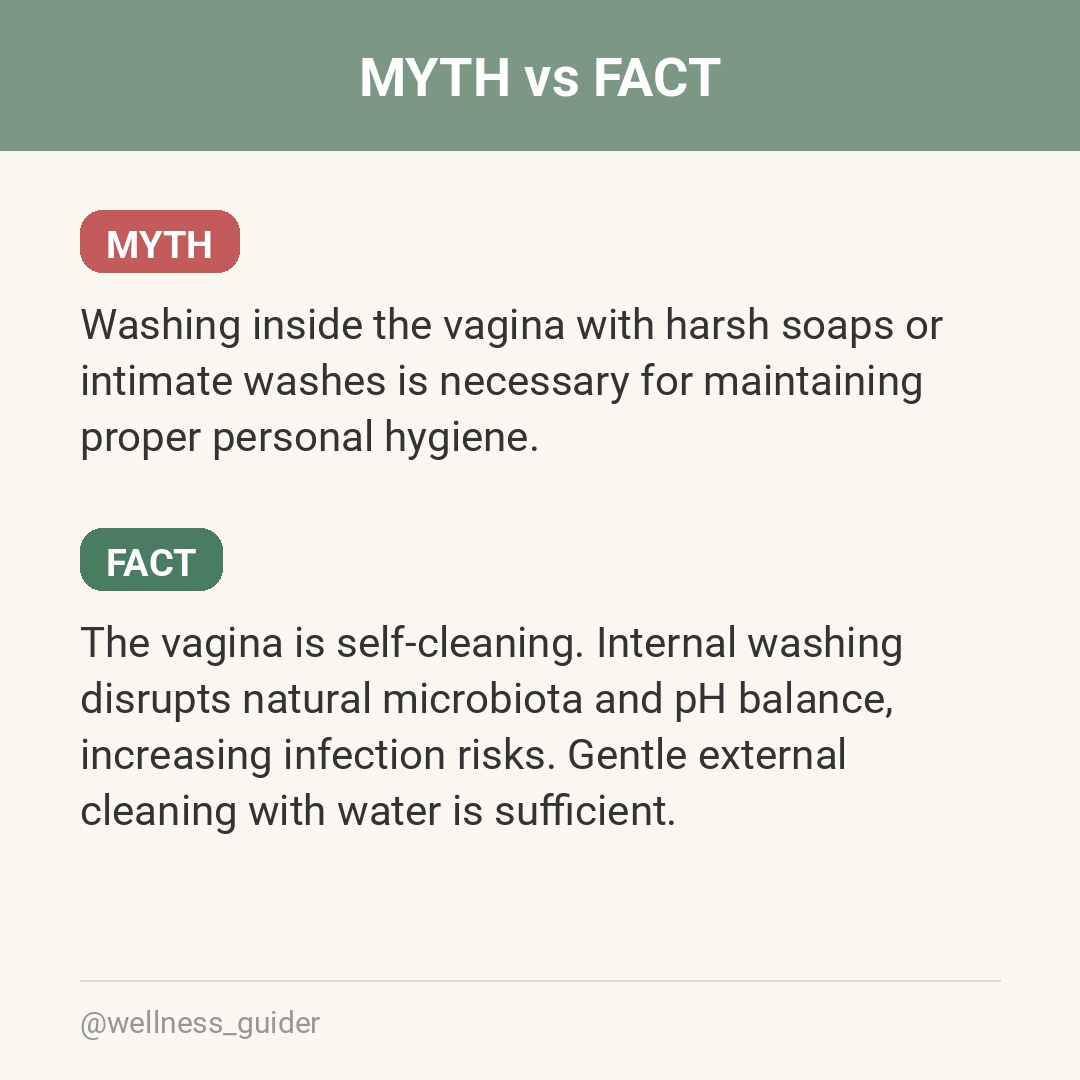 MYTH vs FACT
MYTH
Washing inside the vagina with harsh soaps or
intimate washes is necessary for maintaining
proper personal hygiene.
FACT
The vagina is self-cleaning. Internal washing
disrupts natural microbiota and pH balance,
increasing infection risks. Gentle external
cleaning with water is sufficient.
@wellness_guider